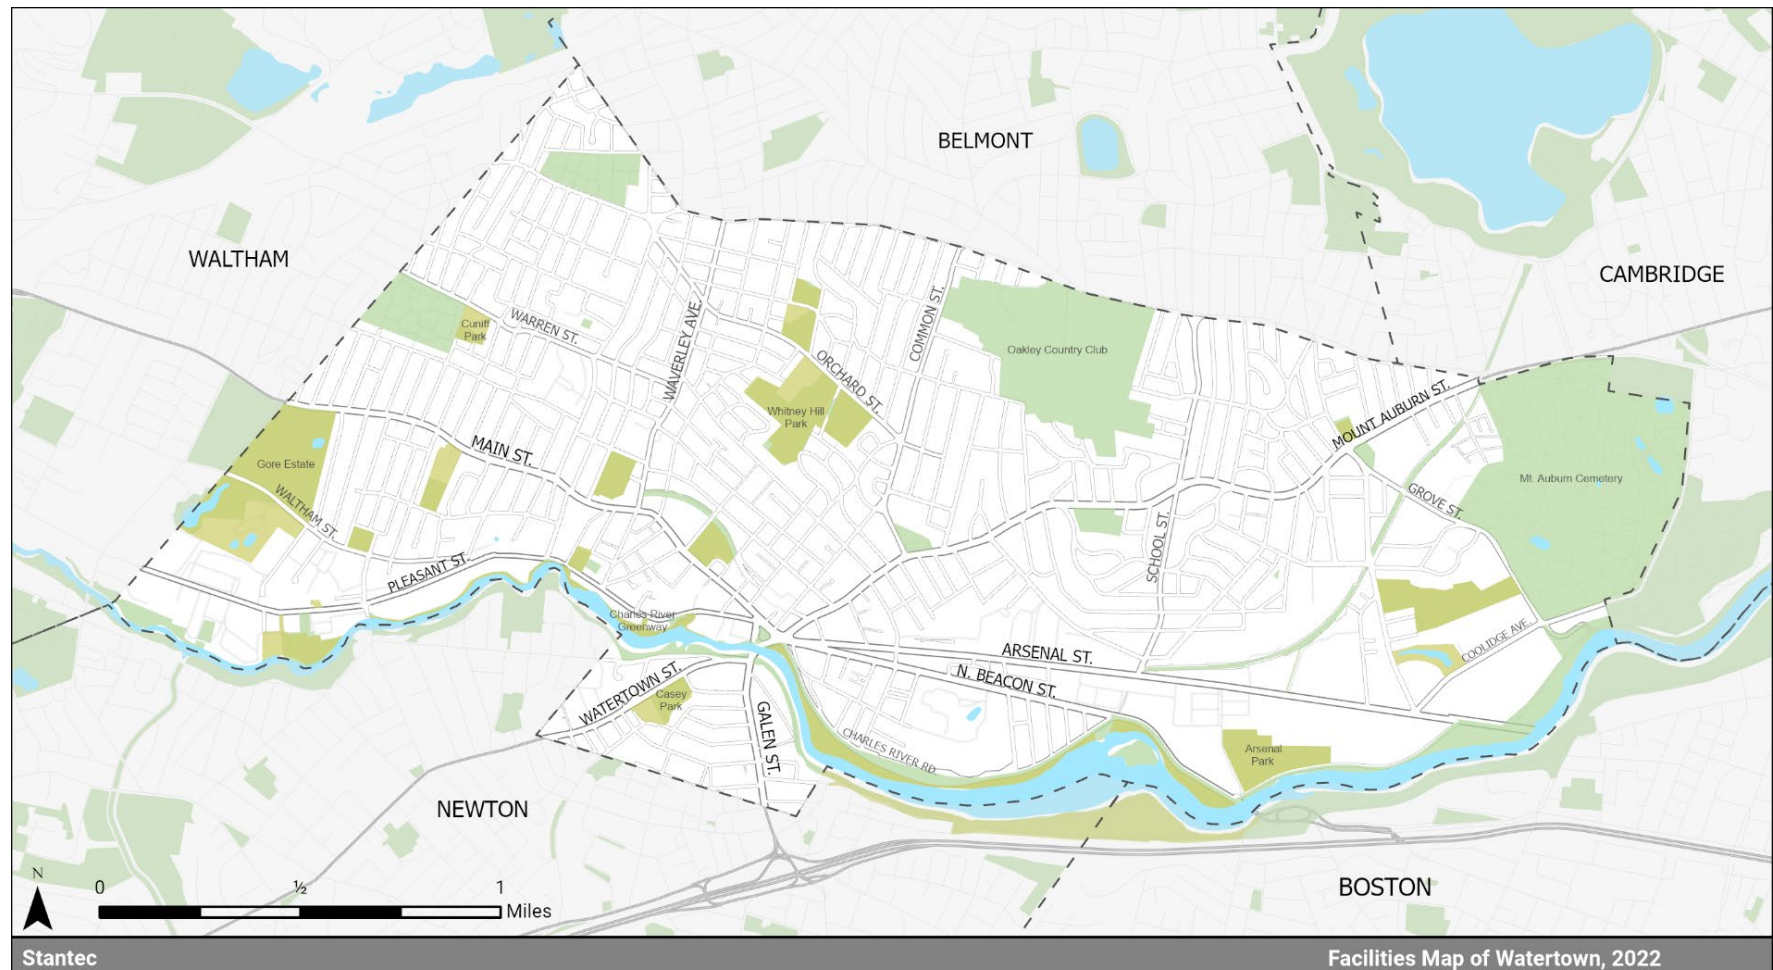 BELMONT
WALTHAM
CAMBRIDGE
Cuniff
Park
WARREN ST.
WAVERLEY AVE.
COMMON ST.
Oakley Country Club
ORCHARD ST.
Whitney Hill
Park
MOUNT AUBURN ST.
MAIN ST.
Gore Estate
WALTHAM ST.
Mt. Auburn Cemetery
GROVE ST.
SCHOOL ST.
PLEASANT ST.
Charles River
Greenway
COOLIDGE AVE.
ARSENAL ST.
N. BEACON ST.
WATERTOWN ST.
Casey
Park
GALEN ST.
CHARLES RIVER RD.
Arsenal
Park
NEWTON
BOSTON
N
0 ½ 1
Miles
Stantec
Facilities Map of Watertown, 2022